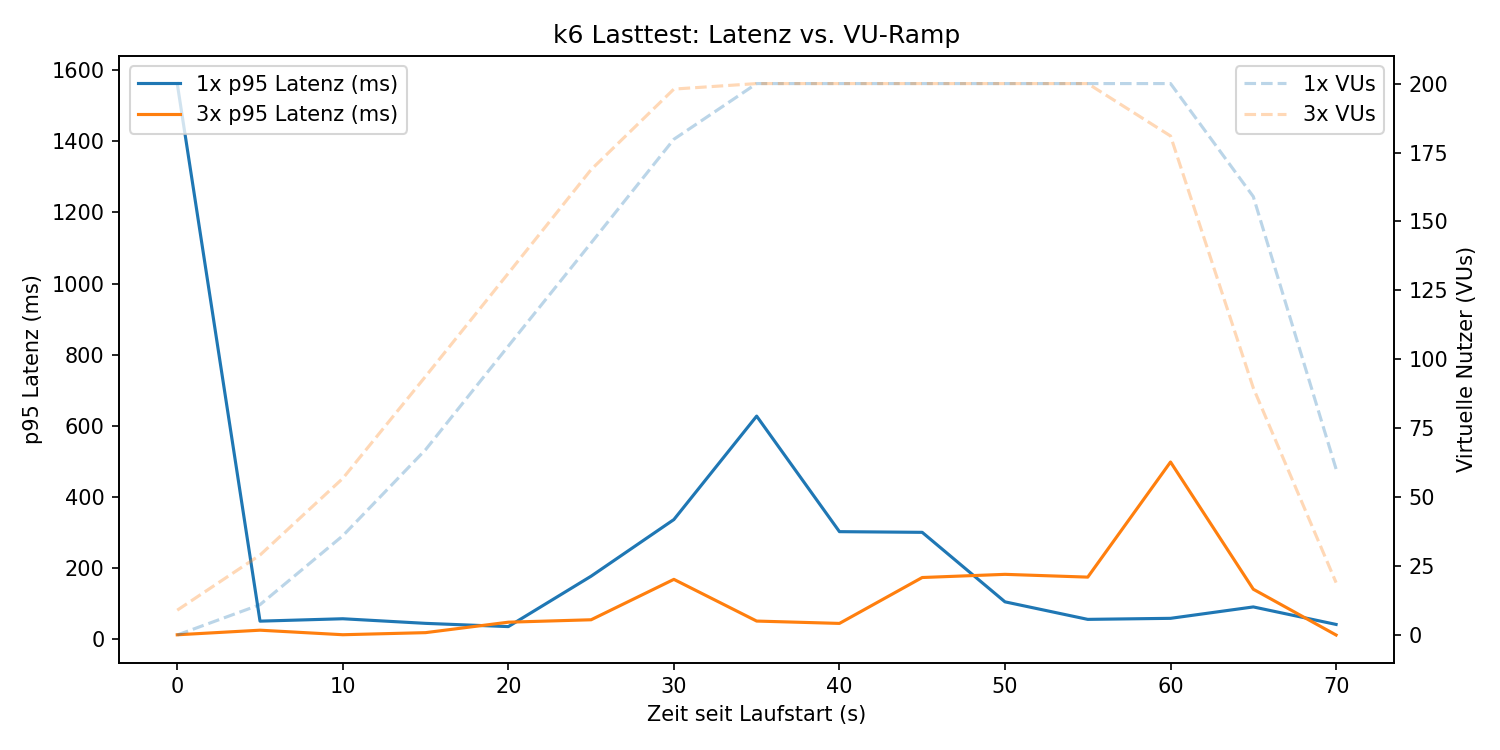 k6 Lasttest: Latenz vs. VU-Ramp
1x p95 Latenz (ms)
3x p95 Latenz (ms)
1x VUs
3x VUs
p95 Latenz (ms)
1600
1400
1200
1000
800
600
400
200
0
200
175
150
125
100
75
50
25
0
Virtuelle Nutzer (VUs)
0 10 20 30 40 50 60 70
Zeit seit Laufstart (s)